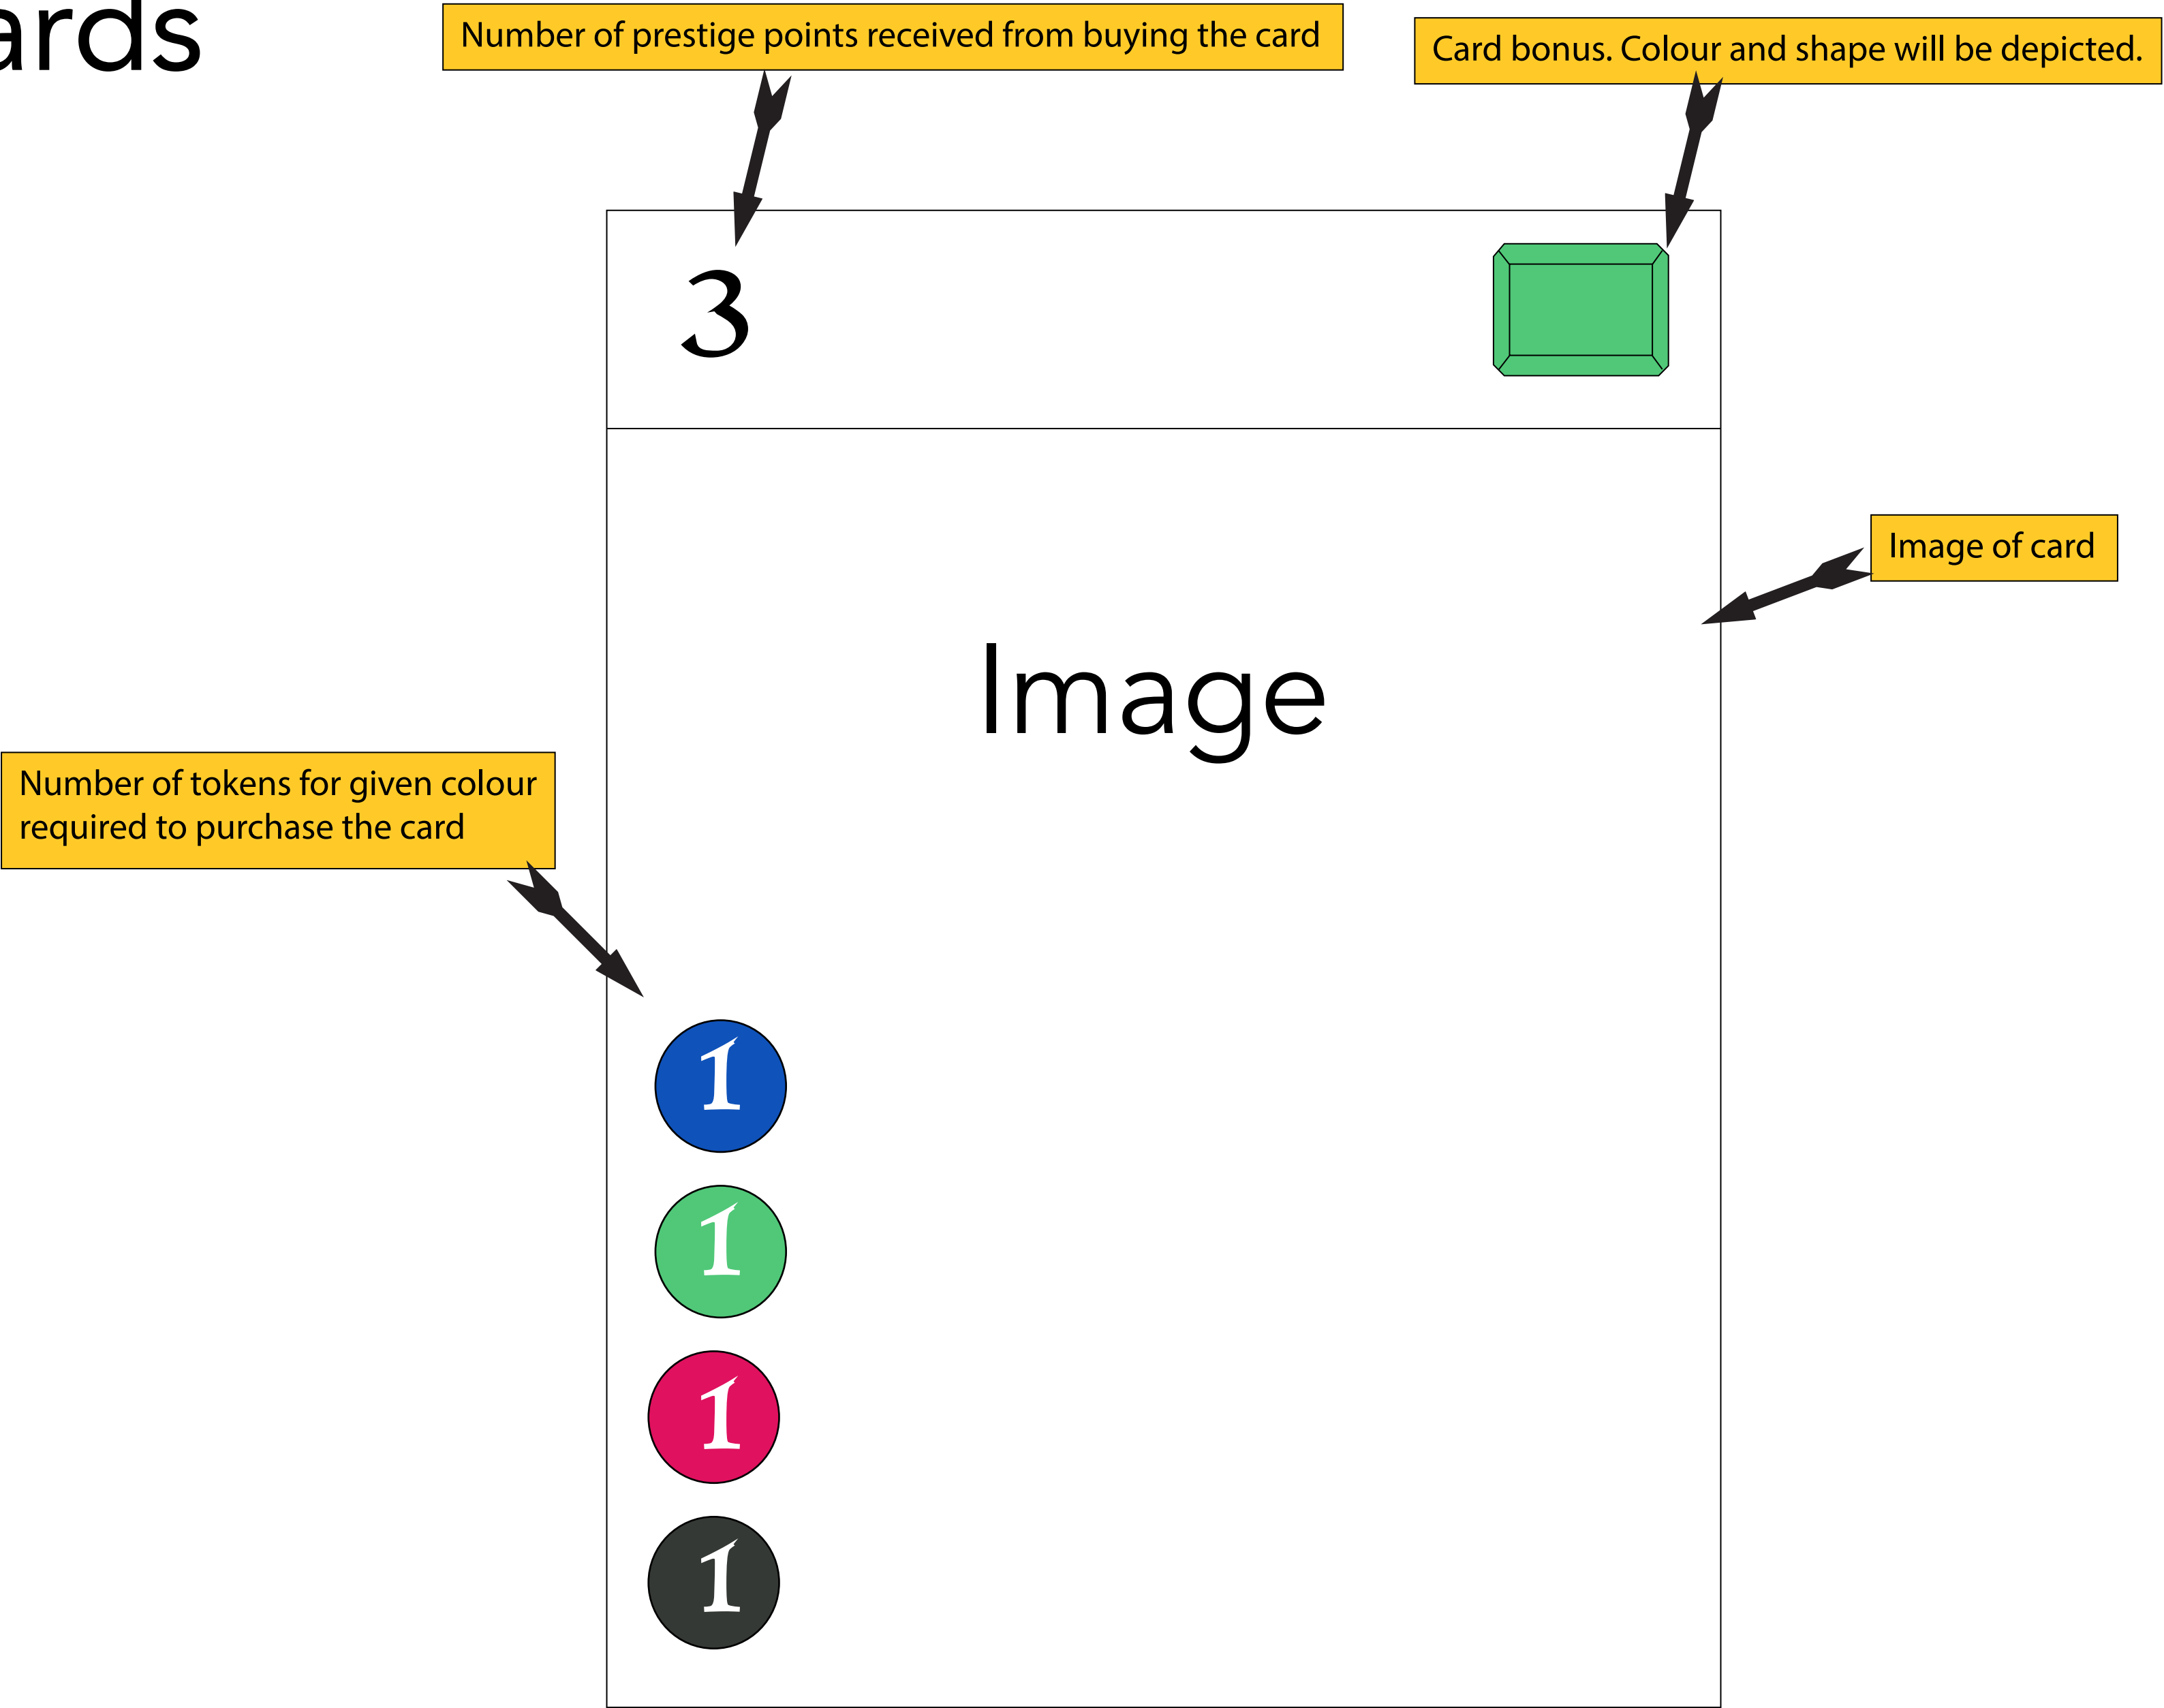 Number of prestige points received from buying the card
Card bonus. Colour and shape will be depicted.
3
Image of card
Image
Number of tokens for given colour
required to purchase the card
1
1
1
1